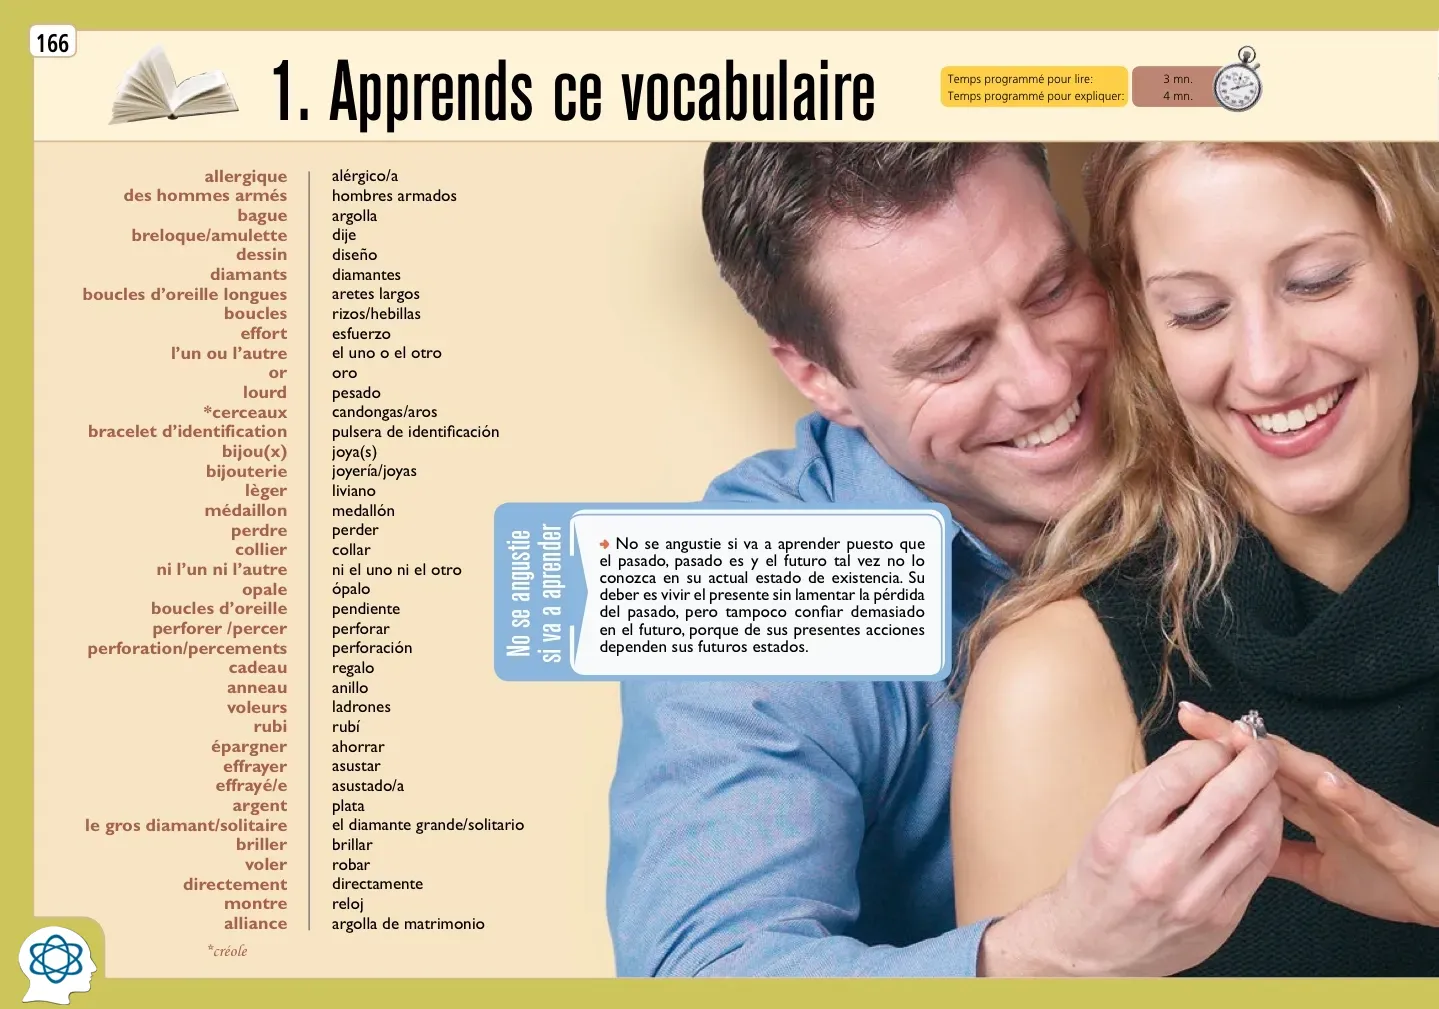 166
1. Apprends ce vocabulaire
Temps programmé pour lire: 3 mn.
Temps programmé pour expliquer: 4 mn.
allergique alérgico/a
des hommes armés hombres armados
bague argolla
breloque/amulette dije
dessin diseño
diamants diamantes
boucles d'oreille longues aretes largos
boucles rizos/hebillas
effort esfuerzo
l'un ou l'autre el uno o el otro
or oro
lourd pesado
*cerceaux candongas/aros
bracelet d'identification pulsera de identificación
bijou(x) joya(s)
bijouterie joyería/joyas
lèger liviano
médaillon medallón
perdre perder
collier collar
ni l'un ni l'autre ni el uno ni el otro
opale ópalo
boucles d'oreille pendiente
perforer /percer perforar
perforation/percements perforación
cadeau regalo
anneau anillo
voleurs ladrones
rubi rubí
épargner ahorrar
effrayer asustar
effrayé/e asustado/a
argent plata
le gros diamant/solitaire el diamante grande/solitario
briller brillar
voler robar
directement directamente
montre reloj
alliance argolla de matrimonio
*créole
No se angustie
si va a aprender
No se angustie si va a aprender puesto que
el pasado, pasado es y el futuro tal vez no lo
conozca en su actual estado de existencia. Su
deber es vivir el presente sin lamentar la pérdida
del pasado, pero tampoco confiar demasiado
en el futuro, porque de sus presentes acciones
dependen sus futuros estados.